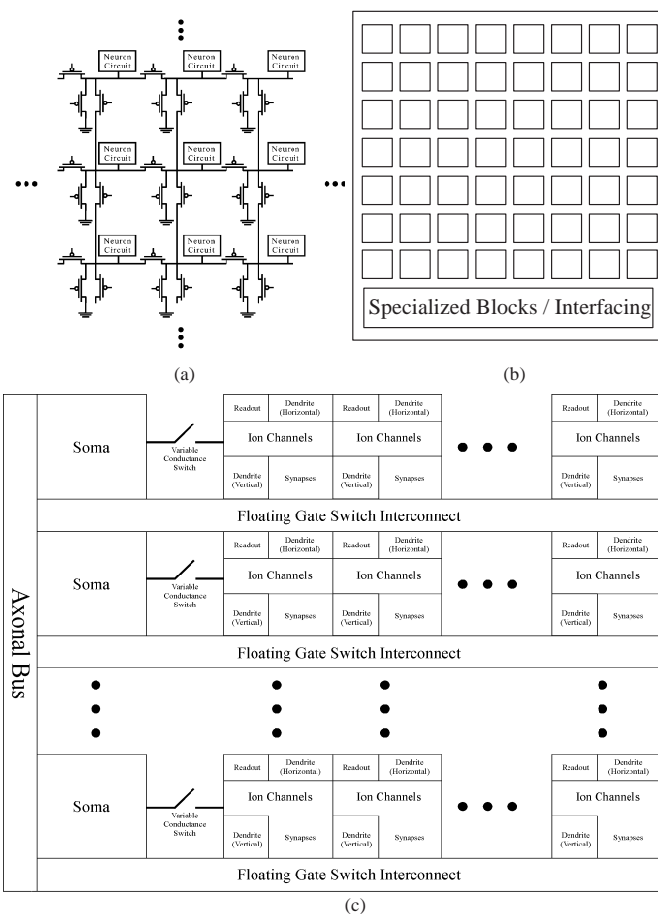 Neuron
Circuit
Neuron
Circuit
Neuron
Circuit
Neuron
Circuit
Neuron
Circuit
Neuron
Circuit
Neuron
Circuit
Neuron
Circuit
Neuron
Circuit
(a)
Specialized Blocks / Interfacing
(b)
Axonal Bus
Soma
Variable
Conductance
Switch
Readout
Dendrite
(Horizontal)
Ion Channels
Dendrite
(Vertical)
Synapses
Readout
Dendrite
(Horizontal)
Ion Channels
Dendrite
(Vertical)
Synapses
Readout
Dendrite
(Horizontal)
Ion Channels
Dendrite
(Vertical)
Synapses
Floating Gate Switch Interconnect
Soma
Variable
Conductance
Switch
Readout
Dendrite
(Horizontal)
Ion Channels
Dendrite
(Vertical)
Synapses
Readout
Dendrite
(Horizontal)
Ion Channels
Dendrite
(Vertical)
Synapses
Readout
Dendrite
(Horizontal)
Ion Channels
Dendrite
(Vertical)
Synapses
Floating Gate Switch Interconnect
Soma
Variable
Conductance
Switch
Readout
Dendrite
(Horizontal)
Ion Channels
Dendrite
(Vertical)
Synapses
Readout
Dendrite
(Horizontal)
Ion Channels
Dendrite
(Vertical)
Synapses
Readout
Dendrite
(Horizontal)
Ion Channels
Dendrite
(Vertical)
Synapses
Floating Gate Switch Interconnect
(c)